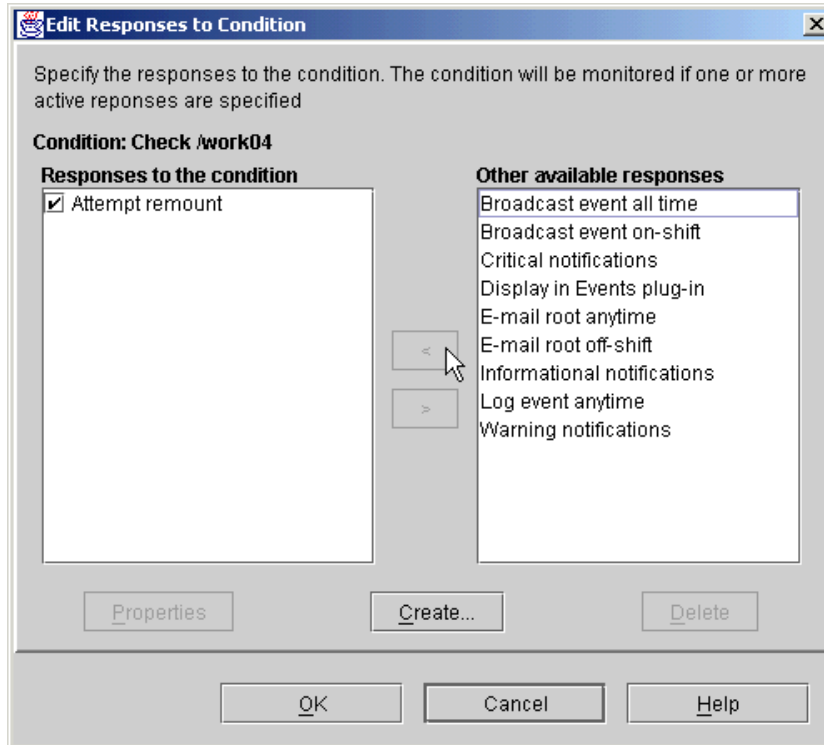 Edit Responses to Condition
Specify the responses to the condition. The condition will be monitored if one or more
active reponses are specified
Condition: Check /work04
Responses to the condition
Attempt remount
Other available responses
Broadcast event all time
Broadcast event on-shift
Critical notifications
Display in Events plug-in
E-mail root anytime
E-mail root off-shift
Informational notifications
Log event anytime
Warning notifications
<
>
Properties
Create...
Delete
OK
Cancel
Help